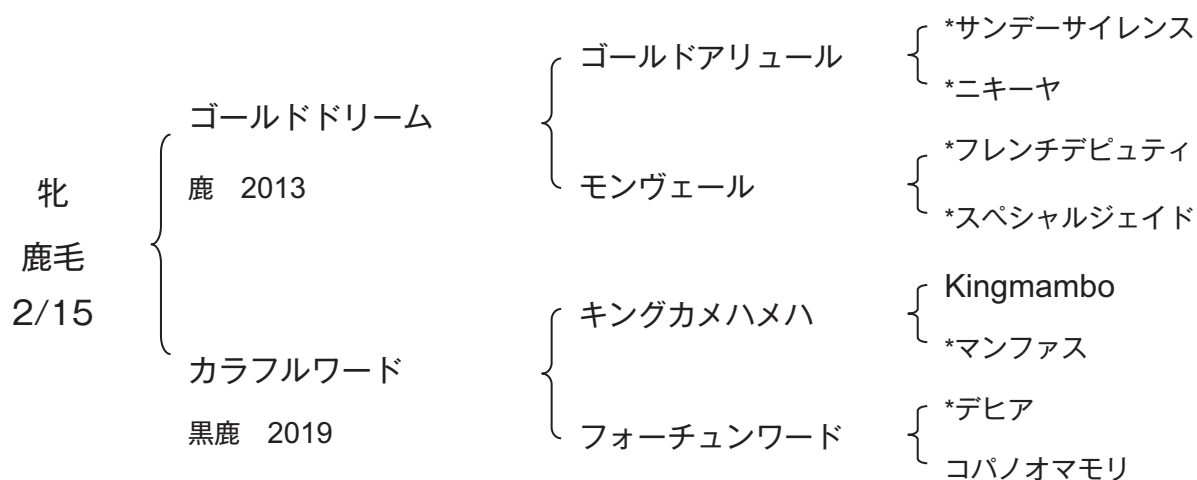 牝
鹿毛
2/15
ゴールドドリーム
鹿　2013
カラフルワード
黒鹿　2019
ゴールドアリュール
モンヴェール
キングカメハメハ
フォーチュンワード
*サンデーサイレンス
*ニキーヤ
*フレンチデピュティ
*スペシャルジェイド
Kingmambo
*マンファス
*デヒア
コパノオマモリ